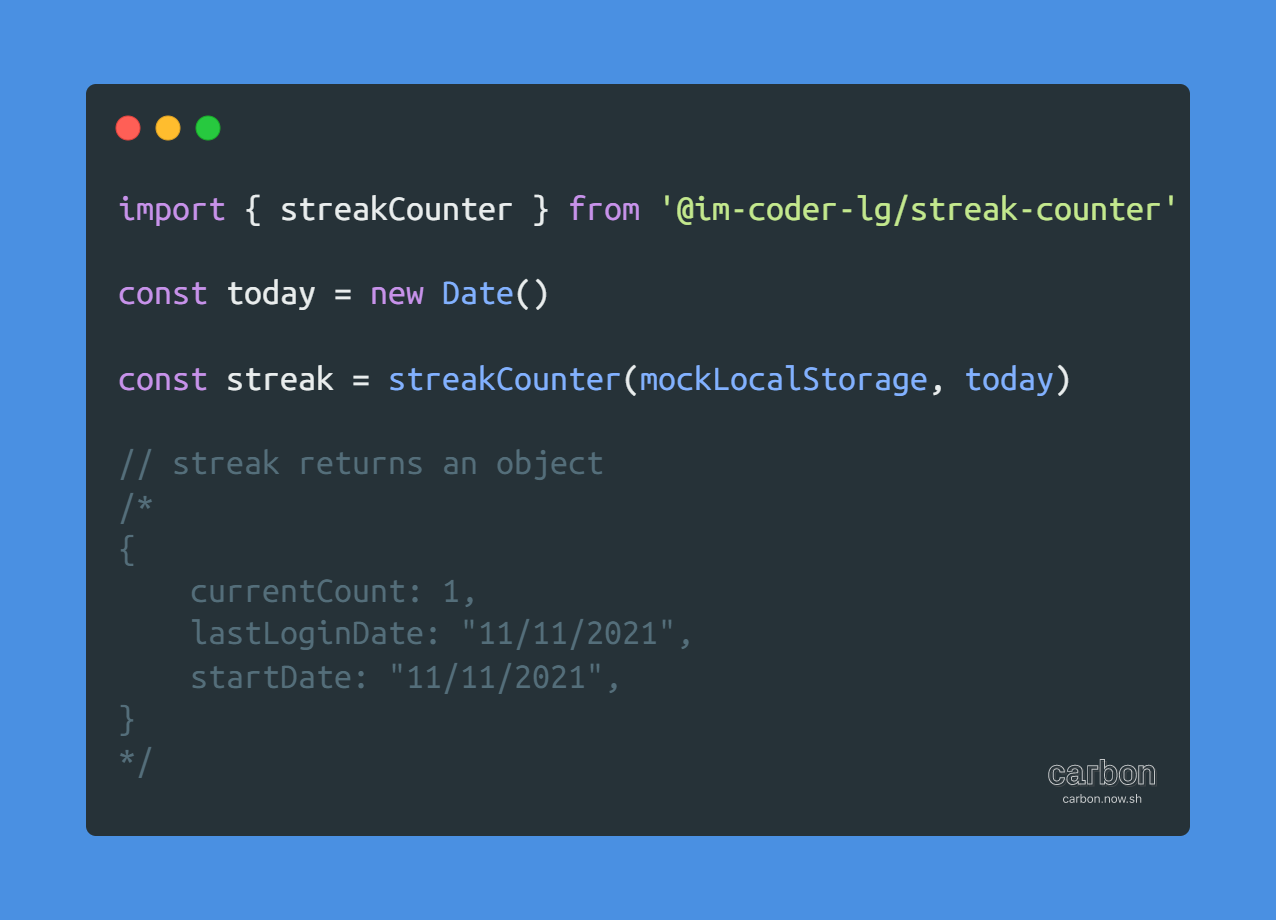 import { streakCounter } from '@im-coder-lg/streak-counter'
const today = new Date()
const streak = streakCounter(mockLocalStorage, today)
// streak returns an object
/*
{
    currentCount: 1,
    lastLoginDate: "11/11/2021",
    startDate: "11/11/2021",
}
*/
carbon
carbon.now.sh